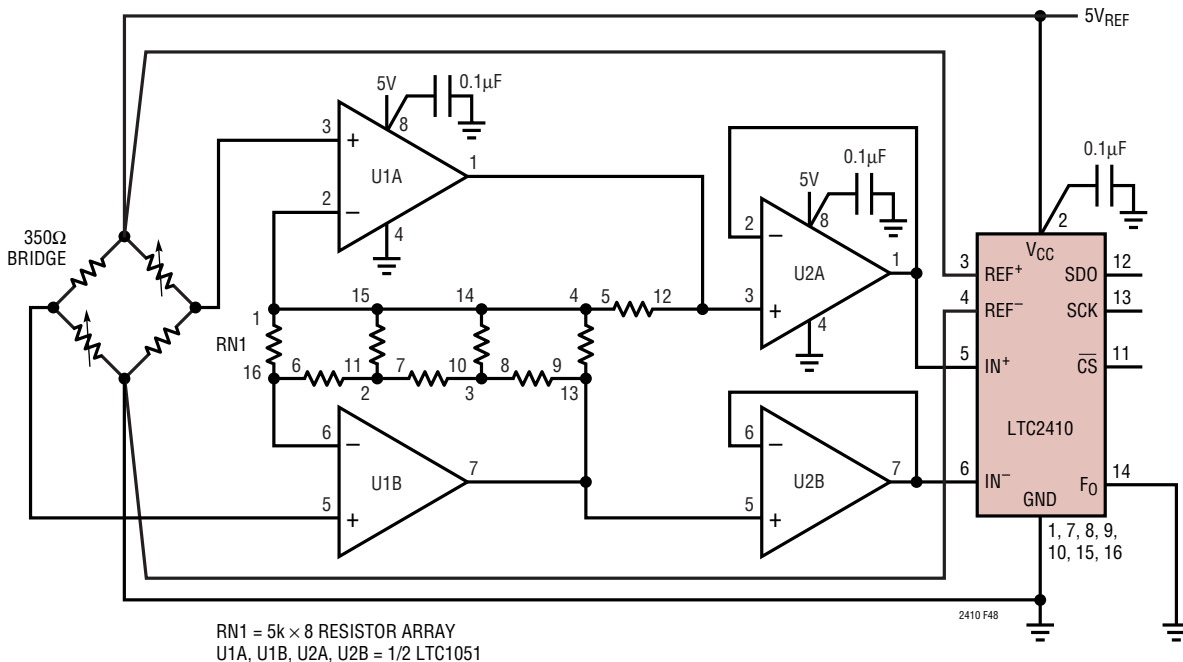 5VREF
5V
0.1µF
8
3
+
U1A
1
2
−
4
350Ω
BRIDGE
5V
0.1µF
8
2
−
U2A
1
3
+
4
0.1µF
2
VCC
3
REF+
SDO
12
4
REF−
SCK
13
5
IN+
CS
11
LTC2410
6
IN−
FO
14
GND
1, 7, 8, 9,
10, 15, 16
1
15
14
4
5
12
RN1
16
6
11
2
7
10
3
8
9
13
6
−
U1B
7
5
+
6
−
U2B
7
5
+
2410 F48
RN1 = 5k × 8 RESISTOR ARRAY
U1A, U1B, U2A, U2B = 1/2 LTC1051